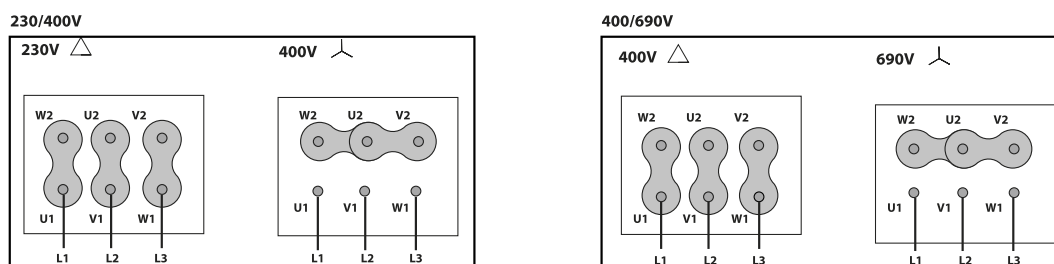 230/400V
230V
400V
W2 U2 V2
W2 U2 V2
U1 V1 W1
U1 V1 W1
L1 L2 L3
L1 L2 L3
400/690V
400V
690V
W2 U2 V2
W2 U2 V2
U1 V1 W1
U1 V1 W1
L1 L2 L3
L1 L2 L3